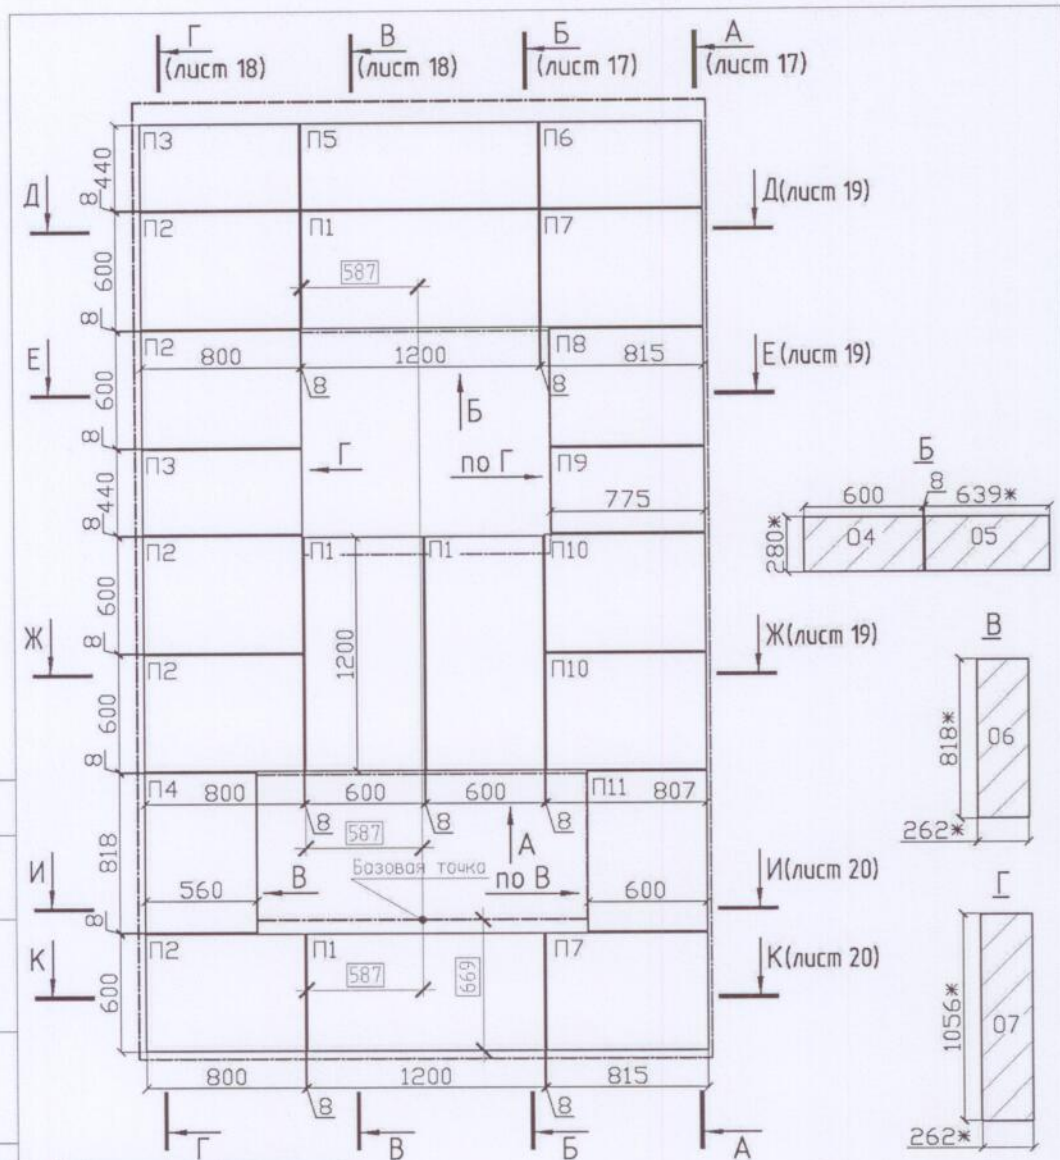 Г
(лист 18)
В
(лист 18)
Б
(лист 17)
А
(лист 17)
П3
П5
П6
440
8
Д
Д(лист 19)
П2
П1
П7
587
600
8
П2
П8
800
1200
815
Е
Е(лист 19)
8
8
Б
600
8
П3
Г
по Г
П9
775
440
8
П2
П1
П1
П10
600
8
1200
Ж
Ж(лист 19)
П2
П10
600
8
П4
800
600
600
П11
807
8
8
8
587
А
818
Базовая точка
В
по В
И
И(лист 20)
560
600
8
П2
П1
П7
К
К(лист 20)
587
669
600
800
1200
815
8
8
Г
В
Б
А
Б
600
8
639*
280*
04
05
В
818*
06
262*
Г
1056*
07
262*